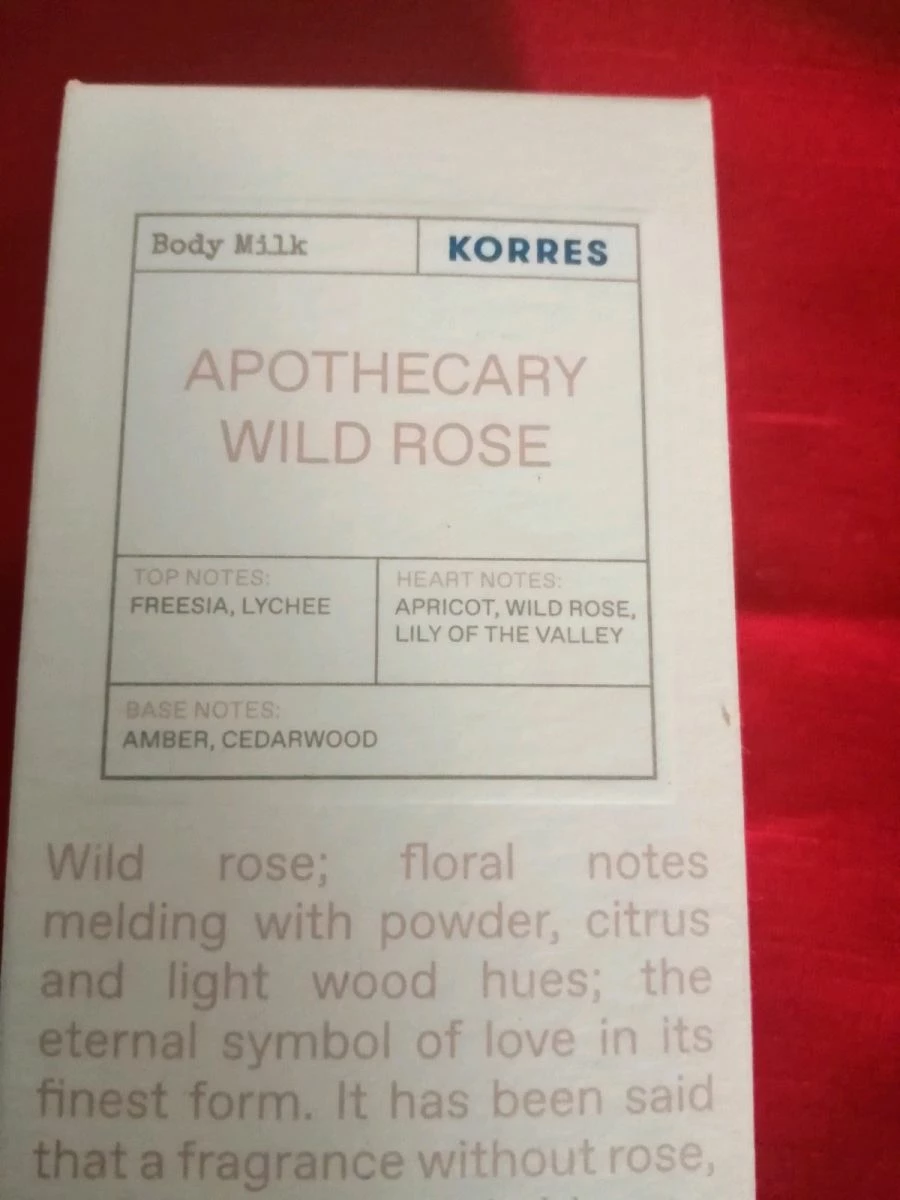 Body Milk
KORRES
APOTHECARY
WILD ROSE
TOP NOTES:
FREESIA, LYCHEE
HEART NOTES:
APRICOT, WILD ROSE,
LILY OF THE VALLEY
BASE NOTES:
AMBER, CEDARWOOD
Wild rose; floral notes
melding with powder, citrus
and light wood hues; the
eternal symbol of love in its
finest form. It has been said
that a fragrance without rose,